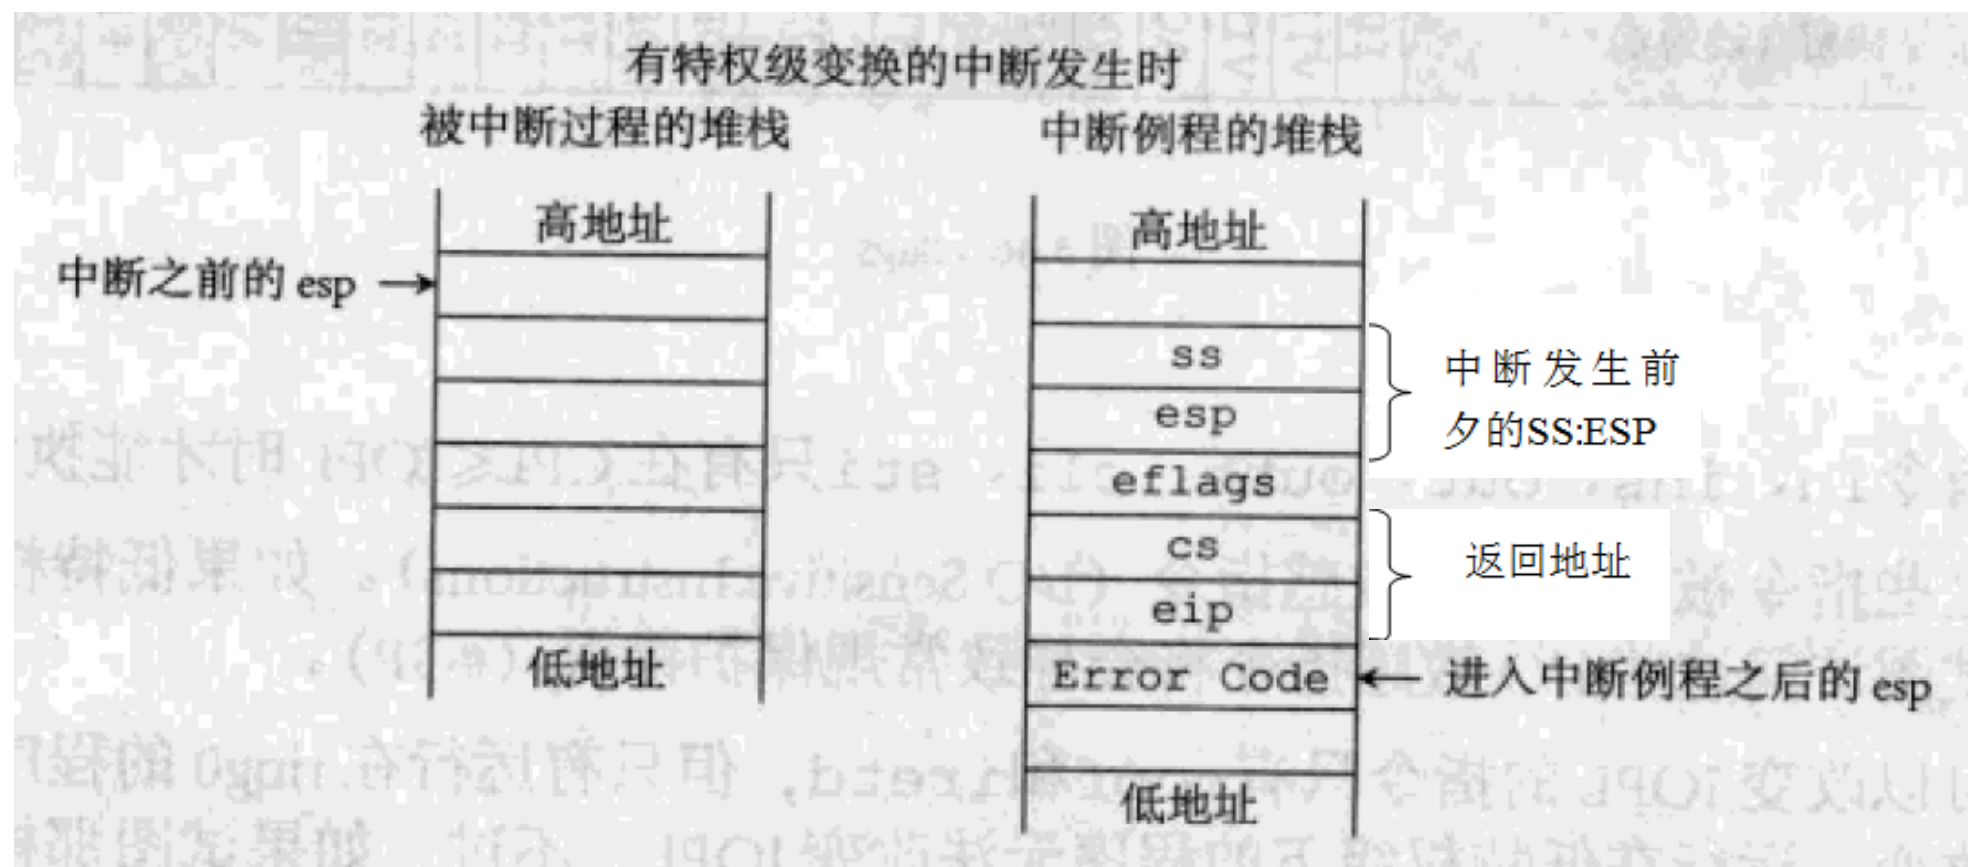 有特权级变换的中断发生时
被中断过程的堆栈
中断例程的堆栈
高地址
高地址
中断之前的 esp
ss
esp
中断发生前
夕的SS:ESP
eflags
cs
eip
返回地址
低地址
Error Code
进入中断例程之后的 esp
低地址